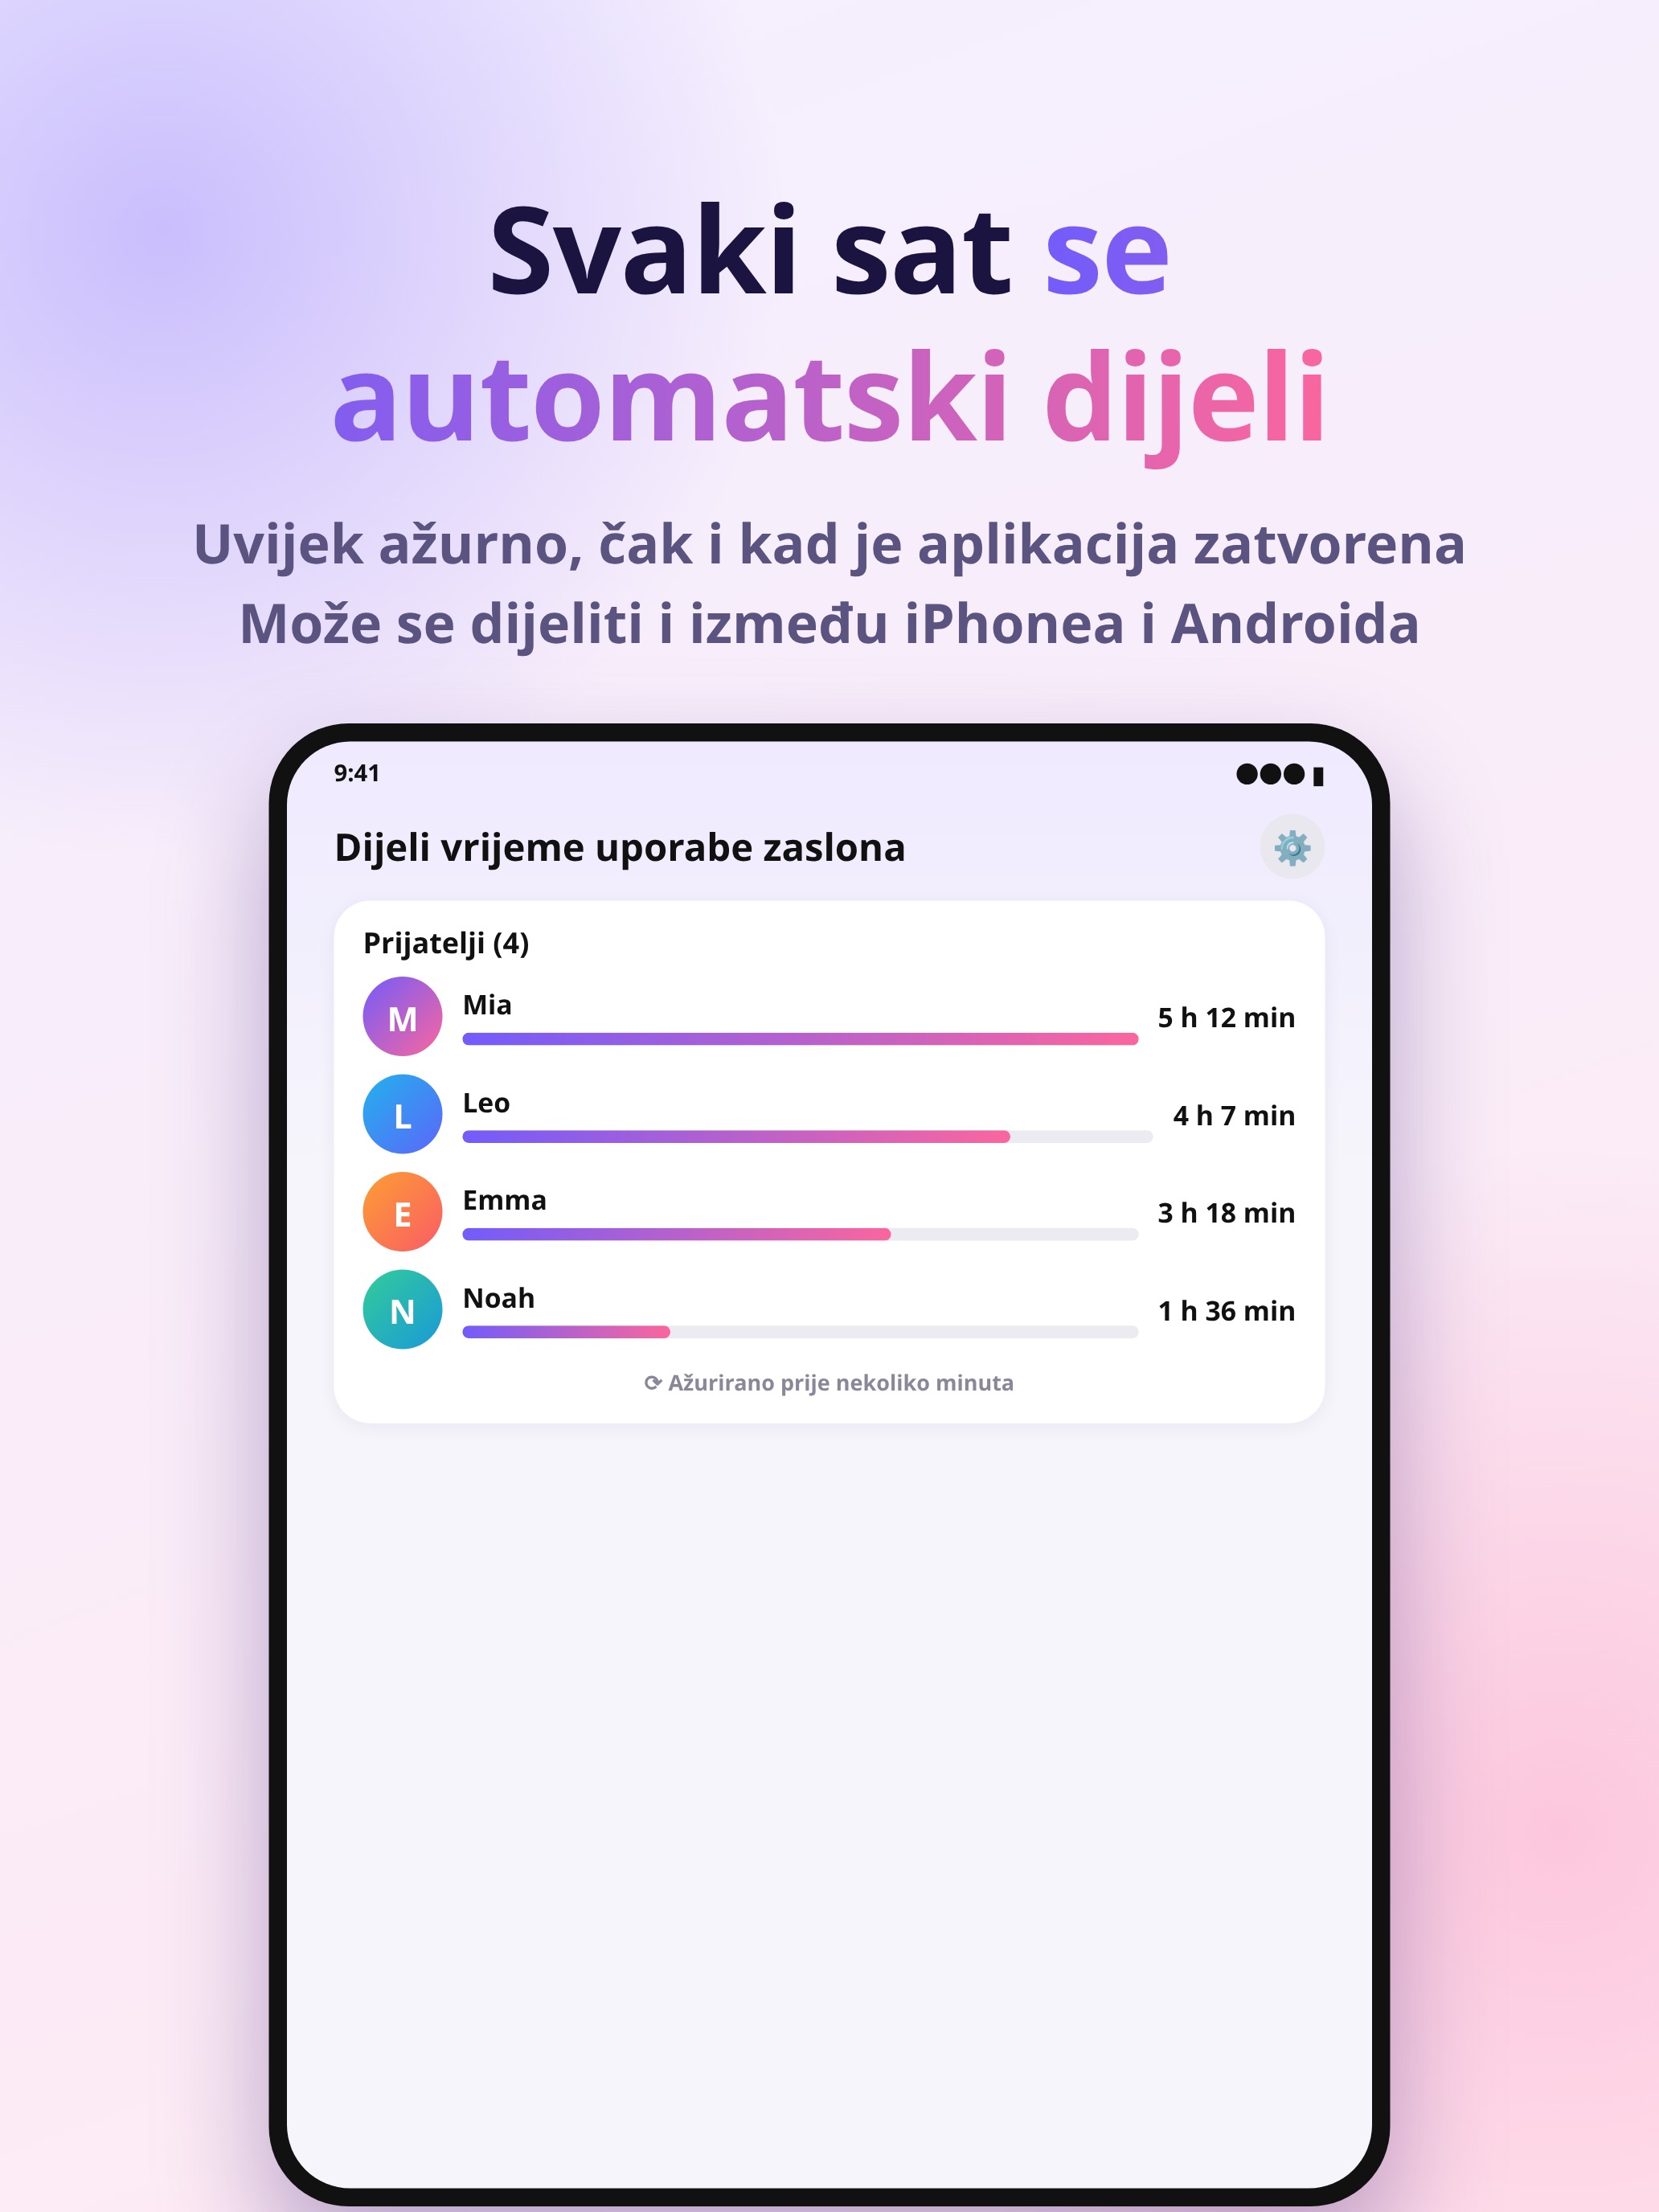 Svaki sat se
automatski dijeli
Uvijek ažurno, čak i kad je aplikacija zatvorena
Može se dijeliti i između iPhonea i Androida
9:41
Dijeli vrijeme uporabe zaslona
Prijatelji (4)
M
Mia
5 h 12 min
L
Leo
4 h 7 min
E
Emma
3 h 18 min
N
Noah
1 h 36 min
⟳ Ažurirano prije nekoliko minuta